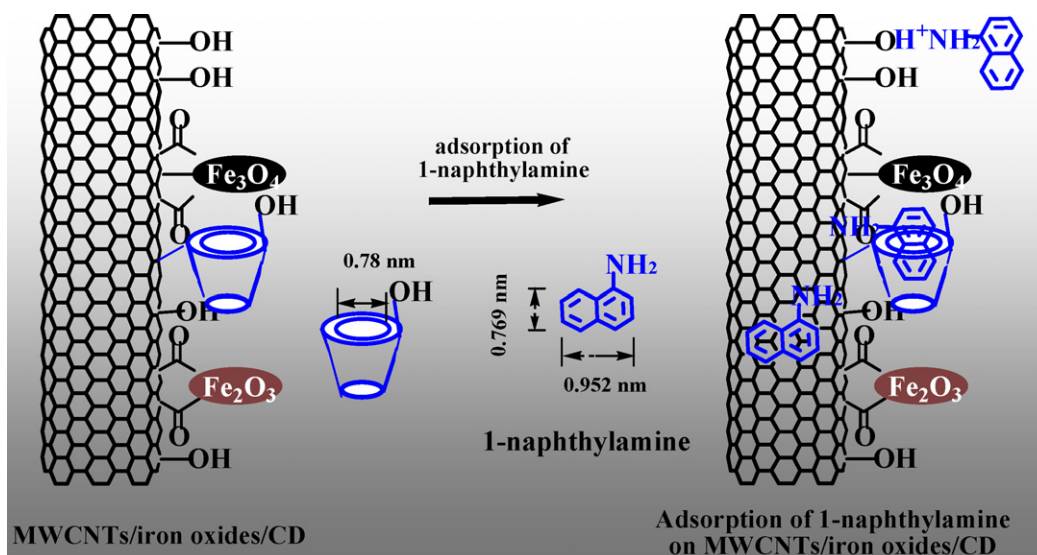 OH
OH
O
Fe₃O₄
OH
O
OH
Fe₂O₃
O
OH
MWCNTs/iron oxides/CD
adsorption of
1-naphthylamine
0.78 nm
OH
0.769 nm
NH₂
0.952 nm
1-naphthylamine
OH⁺NH₂
OH
O
Fe₃O₄
OH
O
NH₂
NH₂
OH
Fe₂O₃
O
OH
Adsorption of 1-naphthylamine
on MWCNTs/iron oxides/CD